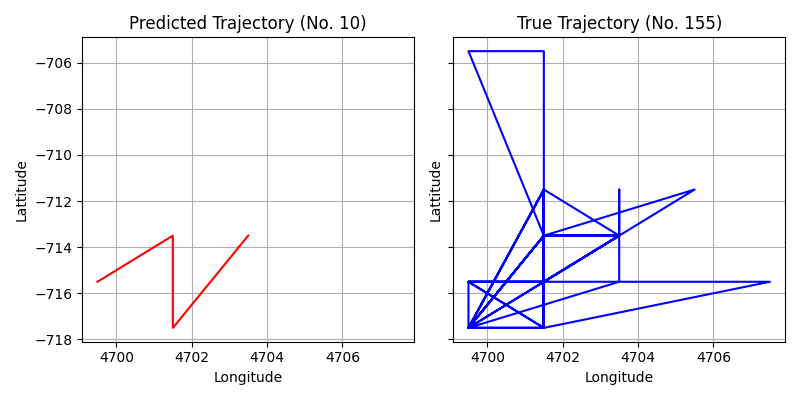 Predicted Trajectory (No. 10)
True Trajectory (No. 155)
Lattitude
−706
−708
−710
−712
−714
−716
−718
4700
4702
4704
4706
Longitude
Lattitude
4700
4702
4704
4706
Longitude